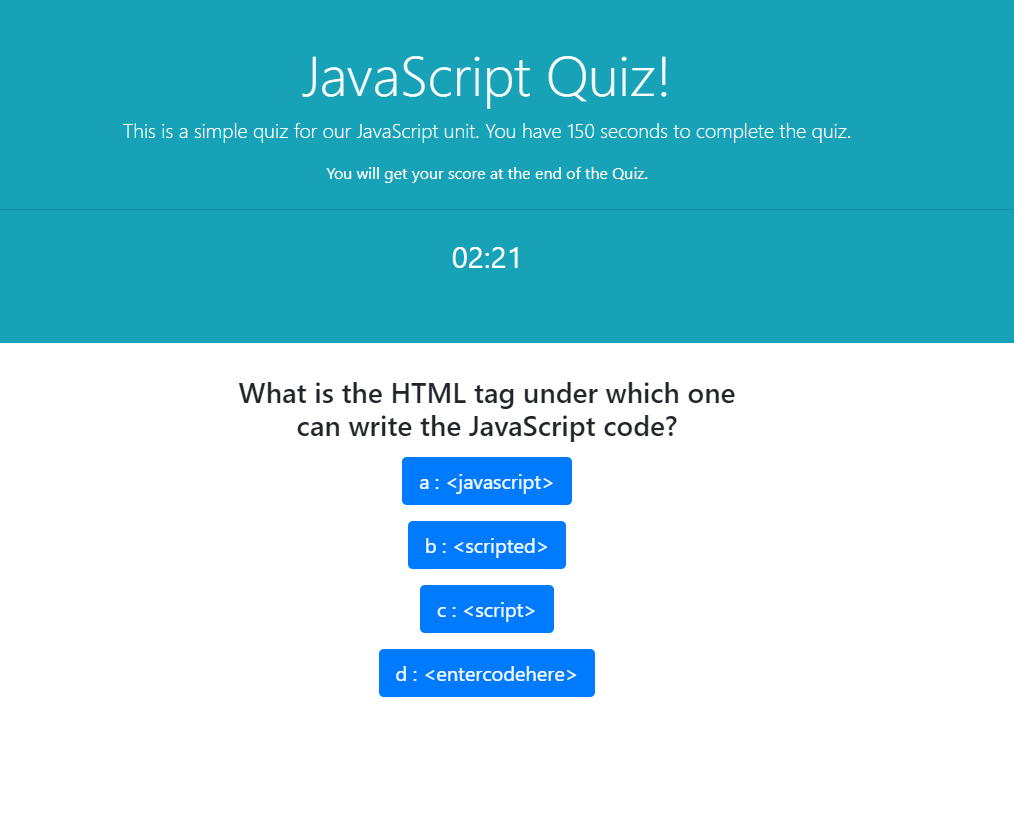 JavaScript Quiz!
This is a simple quiz for our JavaScript unit. You have 150 seconds to complete the quiz.
You will get your score at the end of the Quiz.
02:21
What is the HTML tag under which one
can write the JavaScript code?
a : <javascript>
b : <scripted>
c : <script>
d : <entercodehere>